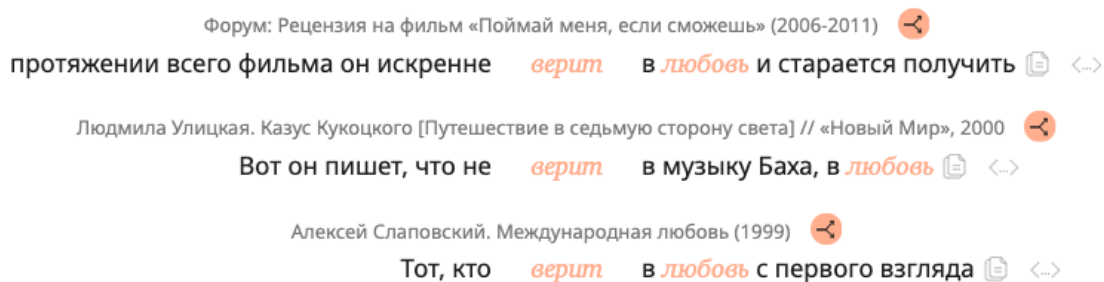 Форум: Рецензия на фильм «Поймай меня, если сможешь» (2006-2011)
протяжении всего фильма он искренне верит в любовь и старается получить <...>
Людмила Улицкая. Казус Кукоцкого [Путешествие в седьмую сторону света] // «Новый Мир», 2000
Вот он пишет, что не верит в музыку Баха, в любовь <...>
Алексей Слаповский. Международная любовь (1999)
Тот, кто верит в любовь с первого взгляда <...>